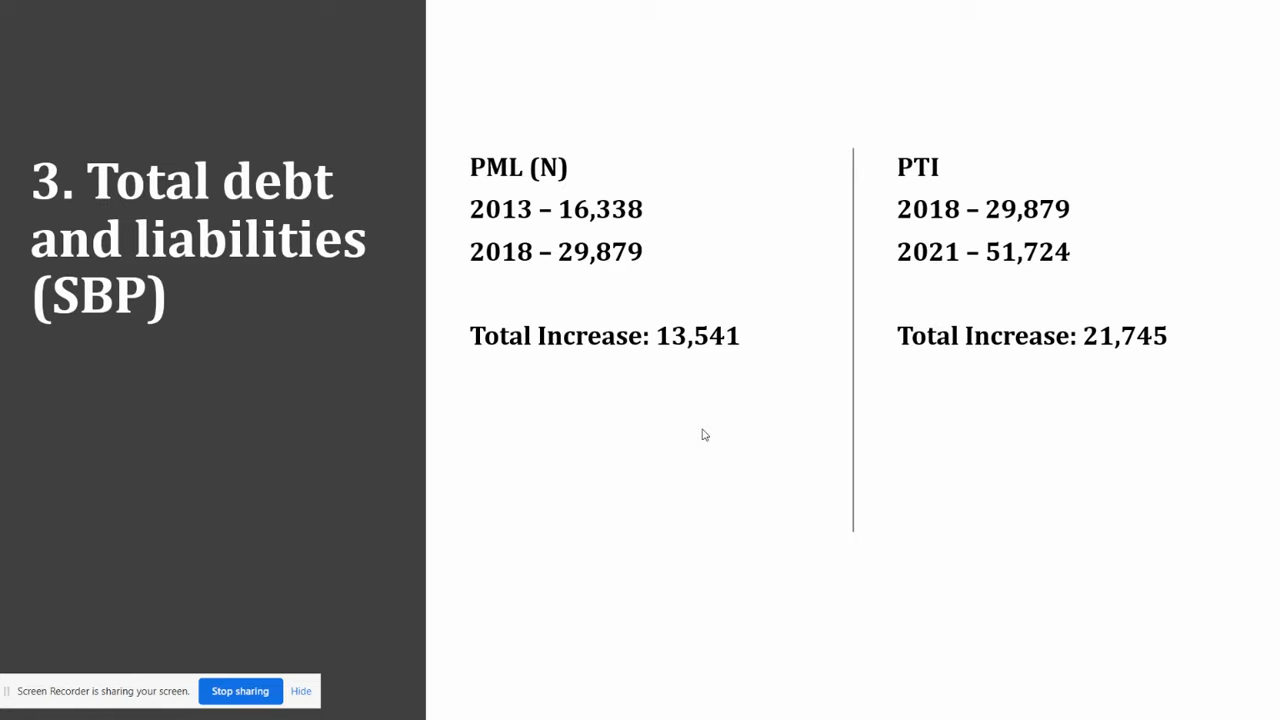 3. Total debt
and liabilities
(SBP)
PML (N)
2013 – 16,338
2018 – 29,879
Total Increase: 13,541
PTI
2018 – 29,879
2021 – 51,724
Total Increase: 21,745
Screen Recorder is sharing your screen.
Stop sharing
Hide